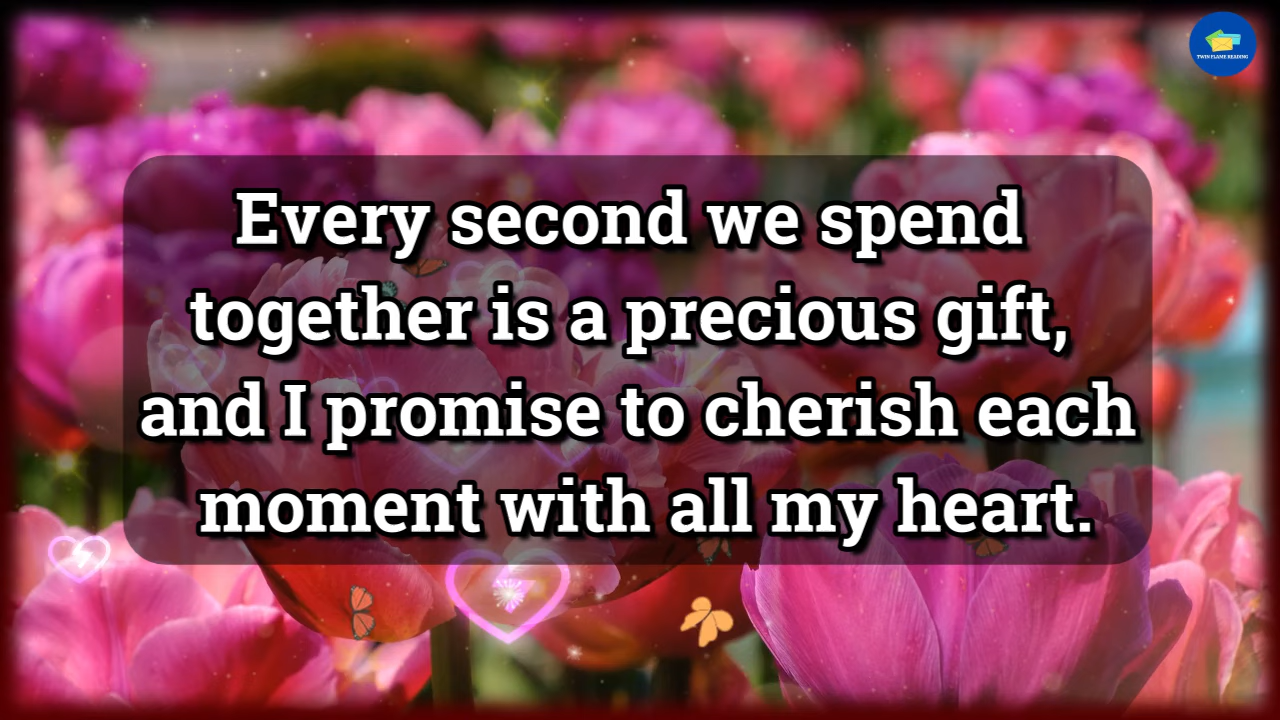 TWIN FLAME READING
Every second we spend
together is a precious gift,
and I promise to cherish each
moment with all my heart.